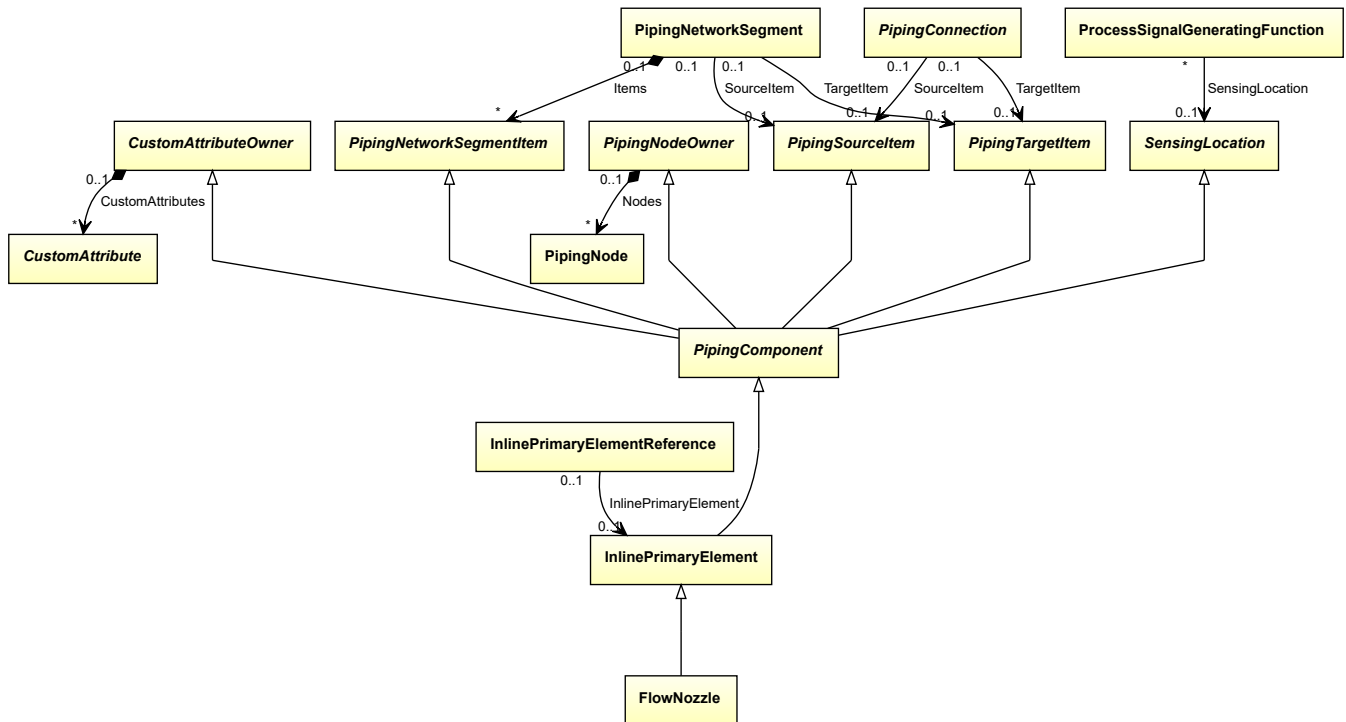 PipingNetworkSegment
PipingConnection
ProcessSignalGeneratingFunction
0..1
0..1
0..1
0..1
0..1
*
Items
SourceItem
TargetItem
SourceItem
TargetItem
SensingLocation
*
0..1
0..1
0..1
0..1
0..1
CustomAttributeOwner
PipingNetworkSegmentItem
PipingNodeOwner
PipingSourceItem
PipingTargetItem
SensingLocation
0..1
CustomAttributes
*
0..1
Nodes
*
CustomAttribute
PipingNode
PipingComponent
InlinePrimaryElementReference
0..1
InlinePrimaryElement
0..1
InlinePrimaryElement
FlowNozzle